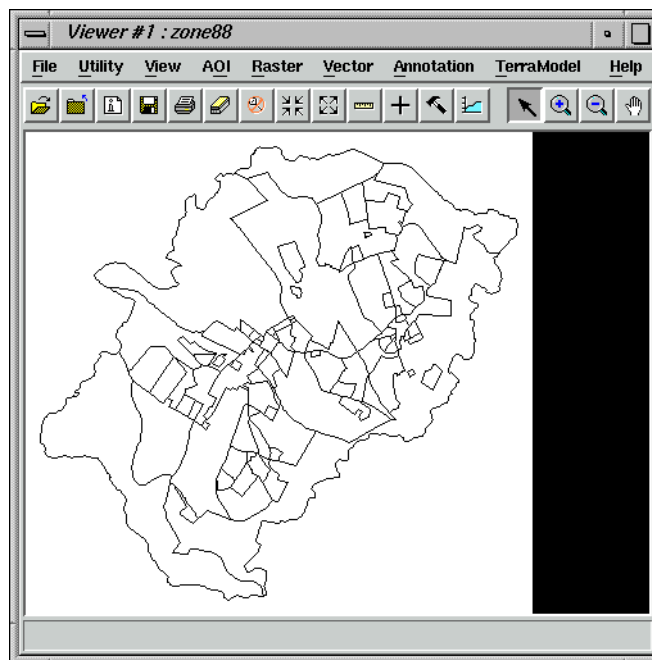 Viewer #1 : zone88
File Utility View AOI Raster Vector Annotation TerraModel Help